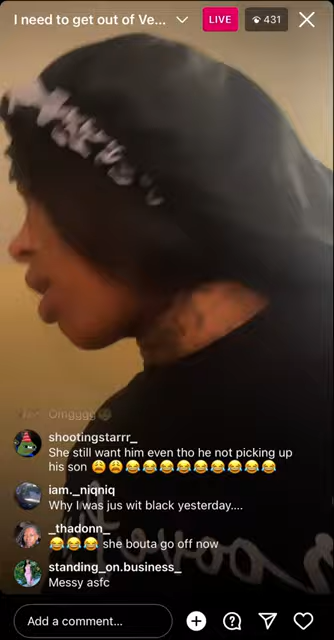 I need to get out of Ve...
LIVE
431
Omgggg
shootingstarrr_
She still want him even tho he not picking up
his son 😩😩😂😂😂😂😂😂😂😂😂
iam._niqniq
Why I was jus wit black yesterday....
_thadonn_
😂😂😂 she bouta go off now
standing_on.business_
Messy asfc
Add a comment...